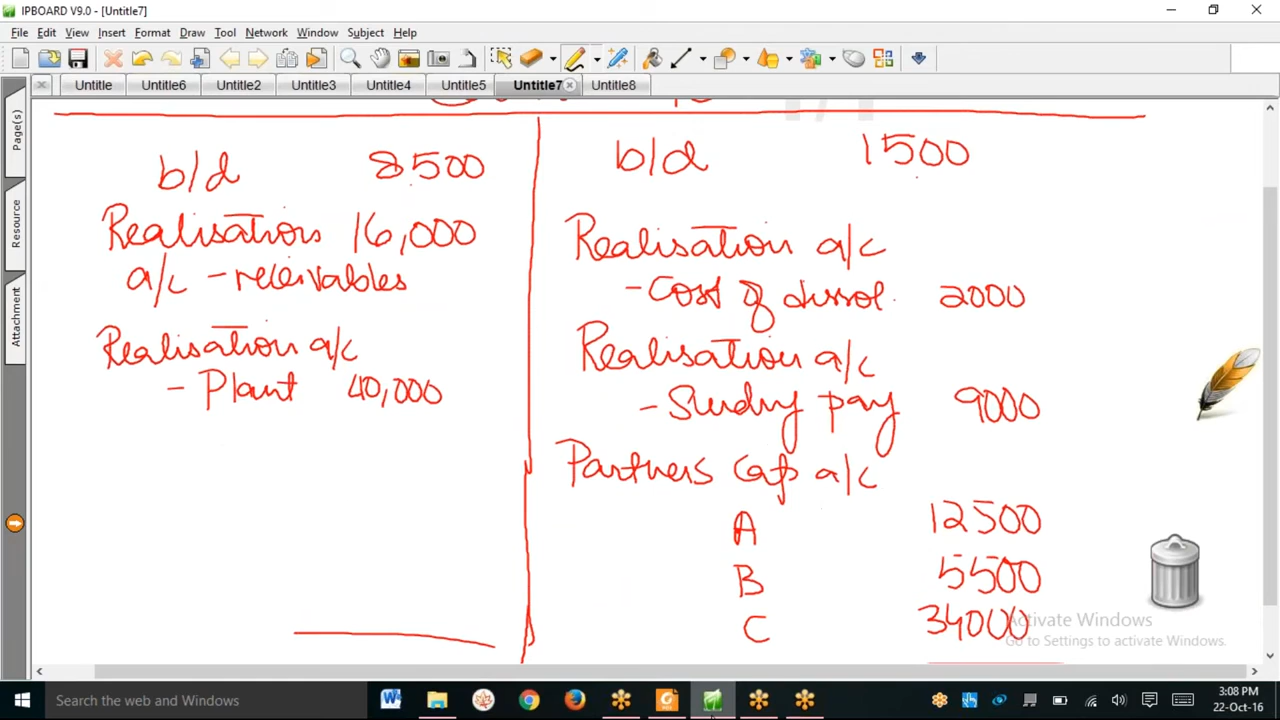 IPBOARD V9.0 - [Untitle7]
File Edit View Insert Format Draw Tool Network Window Subject Help
Untitle Untitle6 Untitle2 Untitle3 Untitle4 Untitle5 Untitle7 Untitle8
Page(s)
Resource
Attachment
b/d 8500
Realisation 16,000
a/c - receivables
Realisation a/c
- Plant 40,000
b/d 1500
Realisation a/c
- Cost of dissol. 2000
Realisation a/c
- Sundry pay 9000
Partners cap a/c
A 12500
B 5500
C 34000
Activate Windows
Go to Settings to activate Windows.
Search the web and Windows
3:08 PM
22-Oct-16